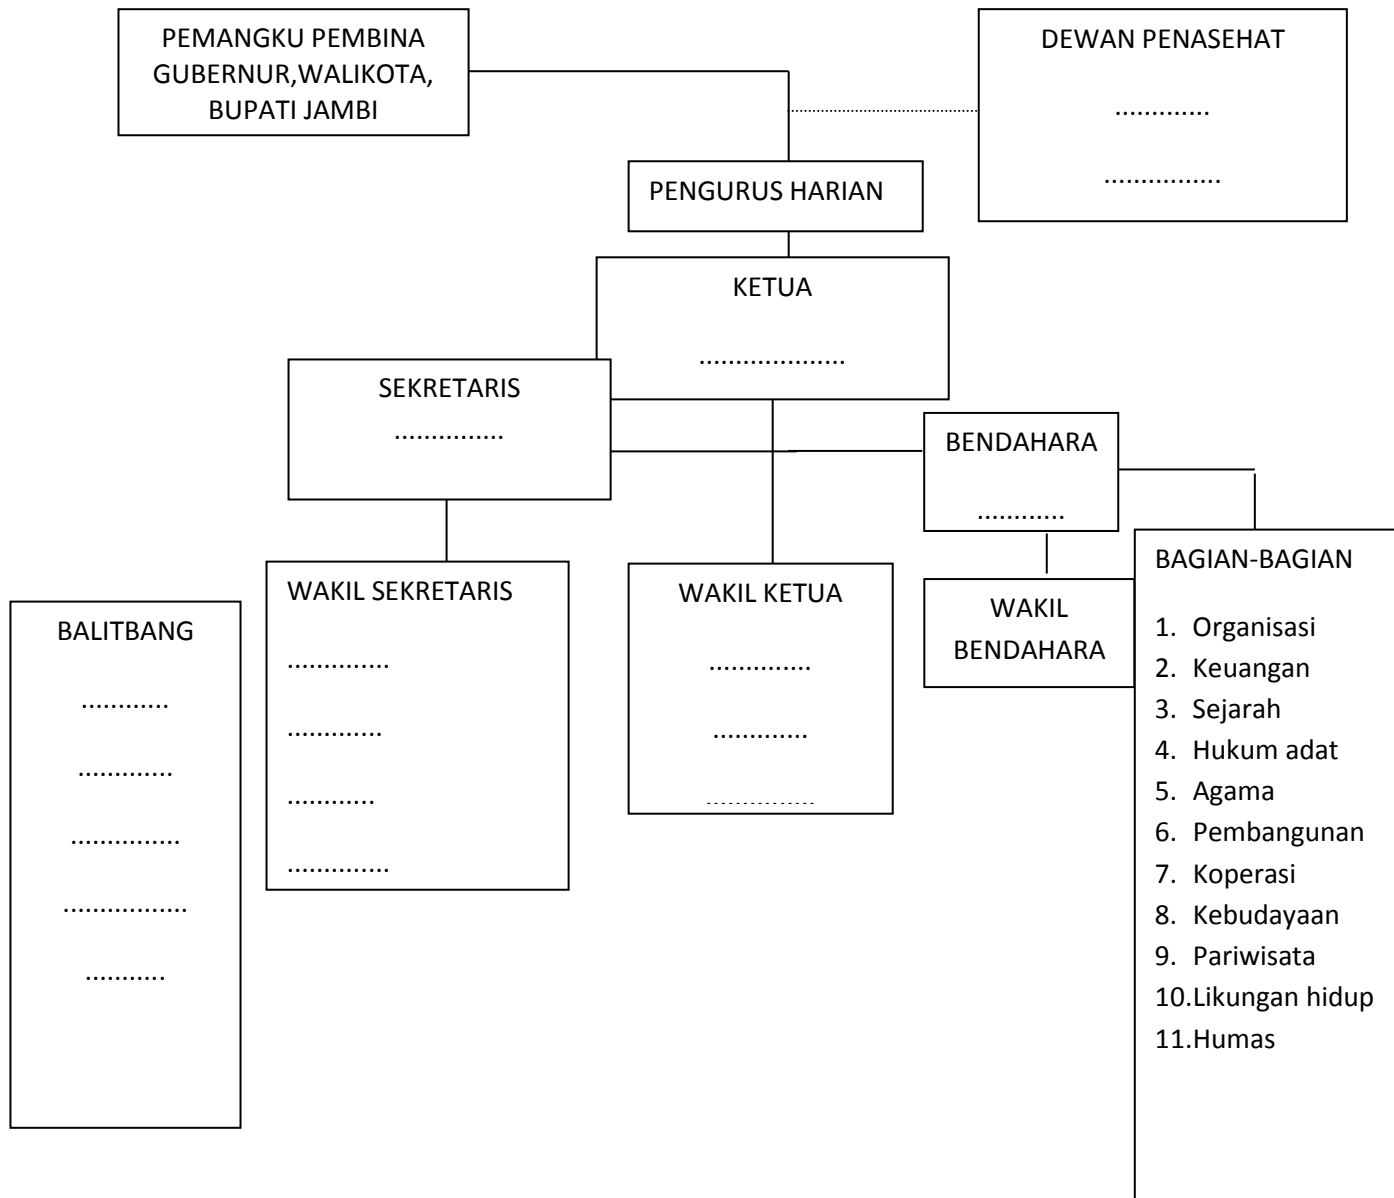 PEMANGKU PEMBINA
GUBERNUR,WALIKOTA,
BUPATI JAMBI
DEWAN PENASEHAT
.............
................
PENGURUS HARIAN
KETUA
....................
SEKRETARIS
...............
BENDAHARA
............
WAKIL SEKRETARIS
..............
.............
............
..............
WAKIL KETUA
..............
.............
...............
WAKIL
BENDAHARA
BALITBANG
............
.............
...............
.................
...........
BAGIAN-BAGIAN
1. Organisasi
2. Keuangan
3. Sejarah
4. Hukum adat
5. Agama
6. Pembangunan
7. Koperasi
8. Kebudayaan
9. Pariwisata
10.Likungan hidup
11.Humas